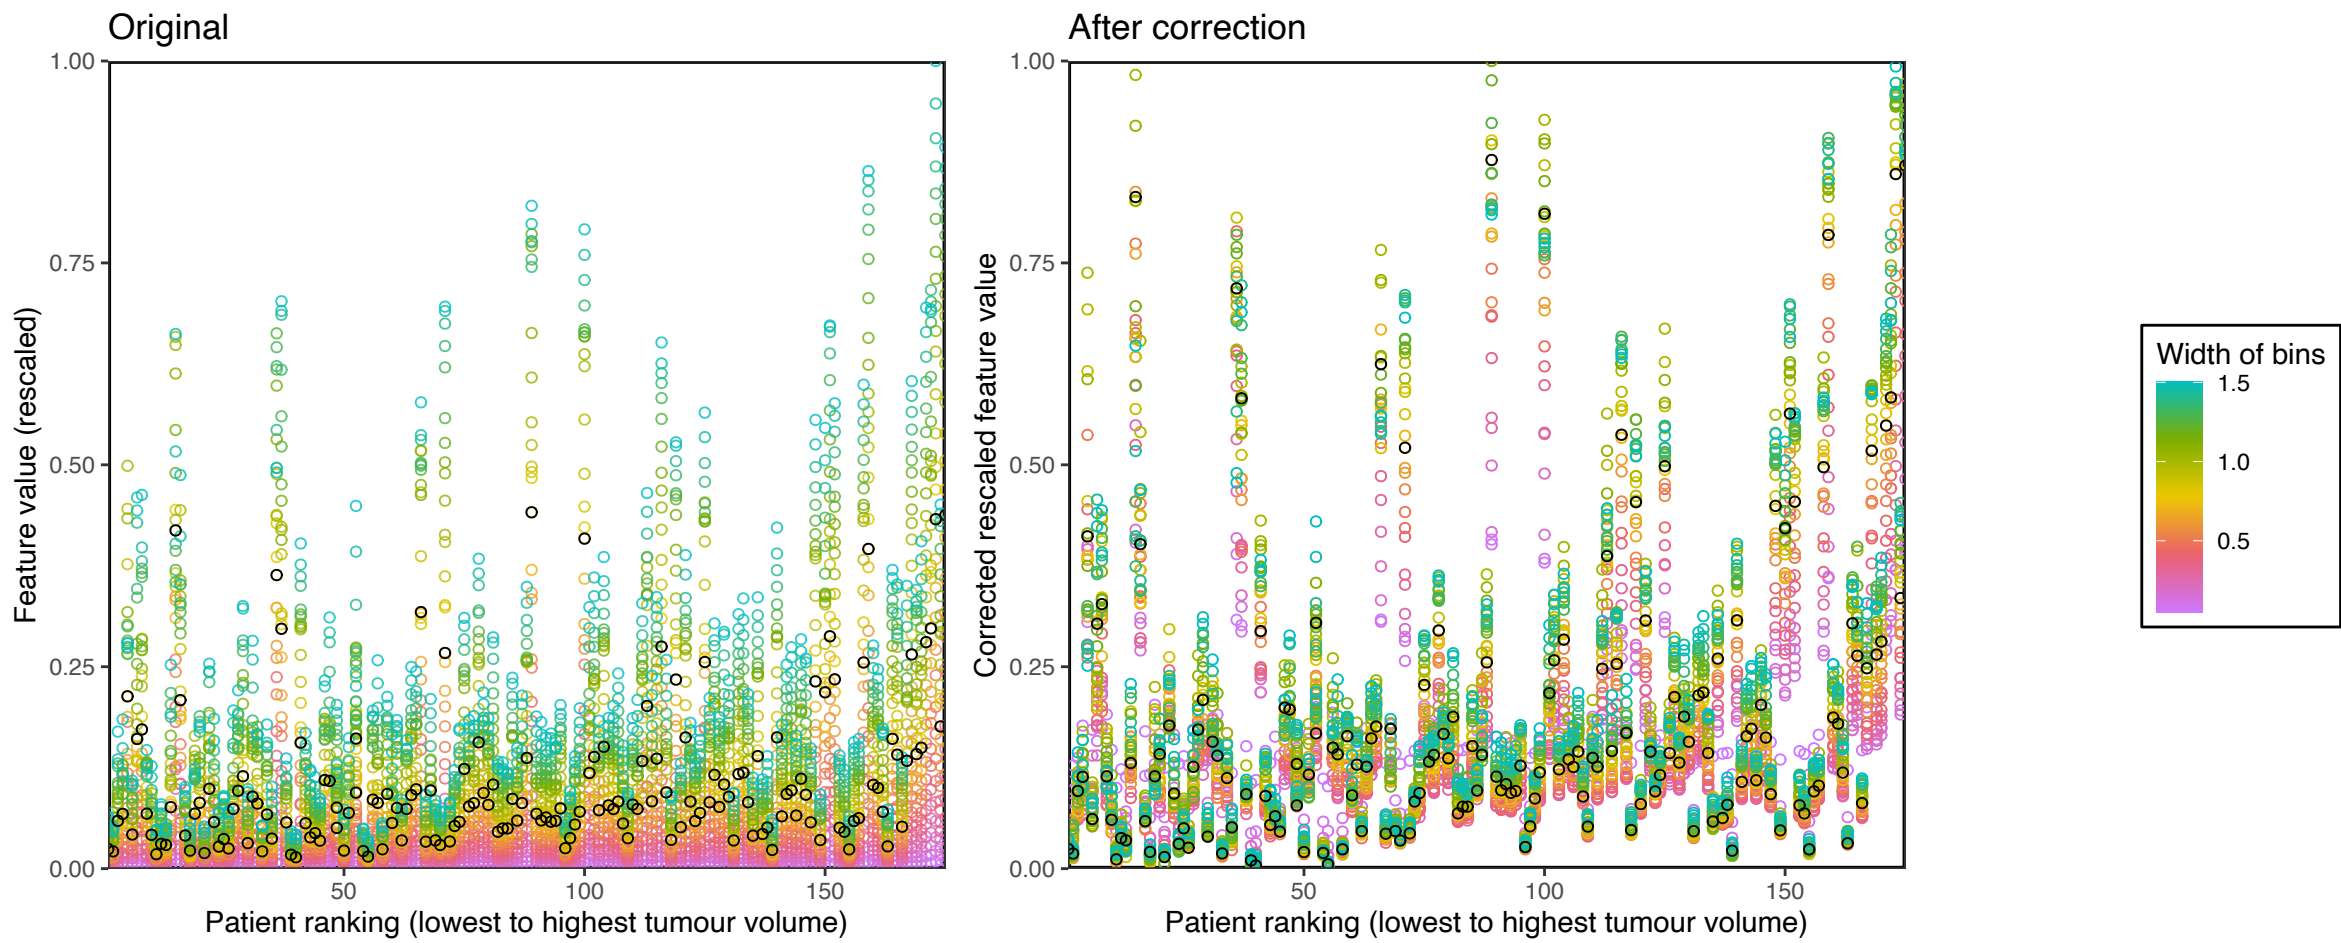 Original
1.00
0.75
0.50
0.25
0.00
Feature value (rescaled)
50
100
150
Patient ranking (lowest to highest tumour volume)
After correction
1.00
0.75
0.50
0.25
0.00
Corrected rescaled feature value
50
100
150
Patient ranking (lowest to highest tumour volume)
Width of bins
1.5
1.0
0.5